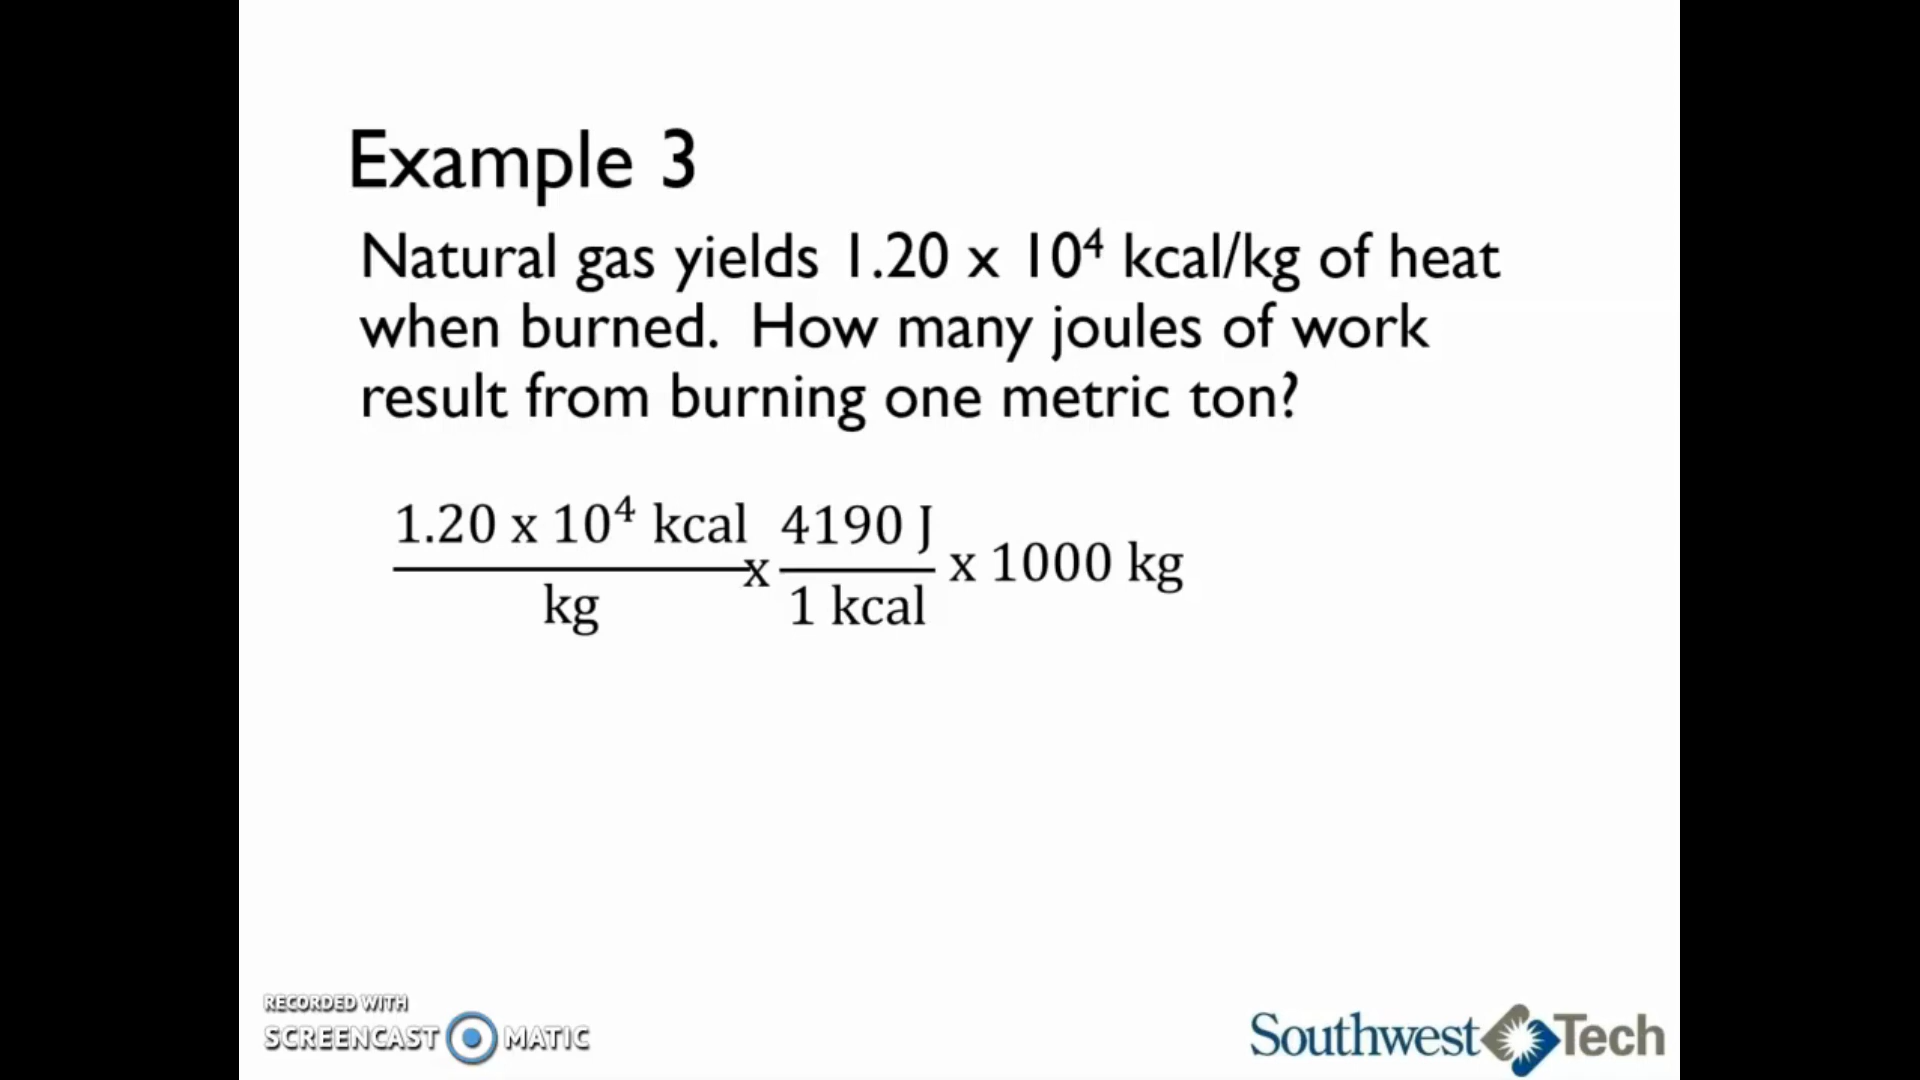 Example 3
Natural gas yields 1.20 x 10⁴ kcal/kg of heat
when burned. How many joules of work
result from burning one metric ton?
1.20 x 10⁴ kcal / kg x 4190 J / 1 kcal x 1000 kg
RECORDED WITH
SCREENCAST MATIC
Southwest Tech